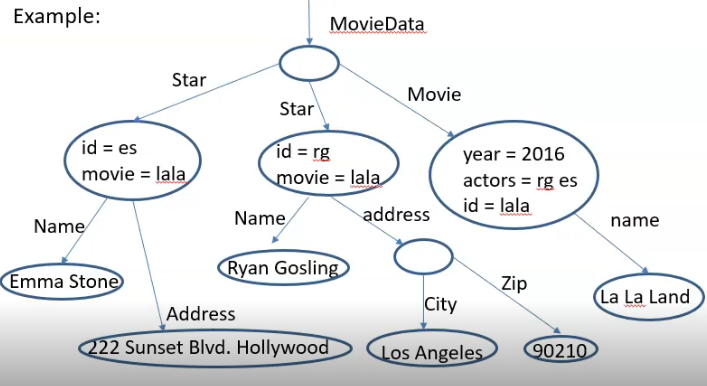 Example:
MovieData
Star
Star
Movie
id = es
movie = lala
id = rg
movie = lala
year = 2016
actors = rg es
id = lala
Name
Name
address
name
Emma Stone
Ryan Gosling
City
Zip
La La Land
Address
222 Sunset Blvd. Hollywood
Los Angeles
90210